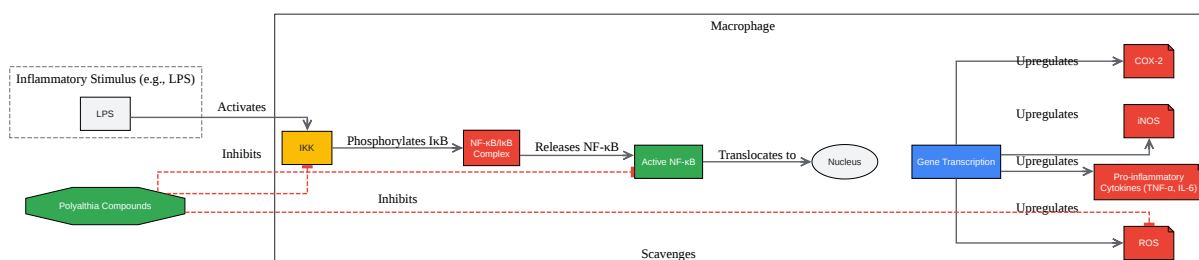 Macrophage
Inflammatory Stimulus (e.g., LPS)
LPS
Activates
IKK
Phosphorylates IκB
NF-κB/IκB
Complex
Releases NF-κB
Active NF-κB
Translocates to
Nucleus
Gene Transcription
Upregulates
COX-2
Upregulates
iNOS
Upregulates
Pro-inflammatory
Cytokines (TNF-α, IL-6)
Upregulates
ROS
Inhibits
Polyalthia Compounds
Inhibits
Scavenges